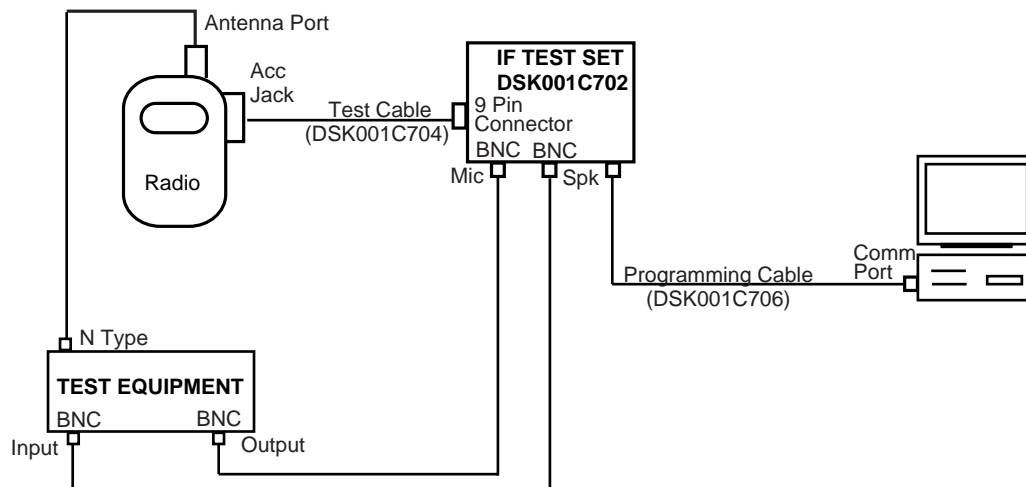 Antenna Port
Acc
Jack
Test Cable
(DSK001C704)
IF TEST SET
DSK001C702
9 Pin
Connector
BNC BNC
Mic
Spk
Radio
Comm
Port
Programming Cable
(DSK001C706)
N Type
TEST EQUIPMENT
BNC BNC
Input
Output